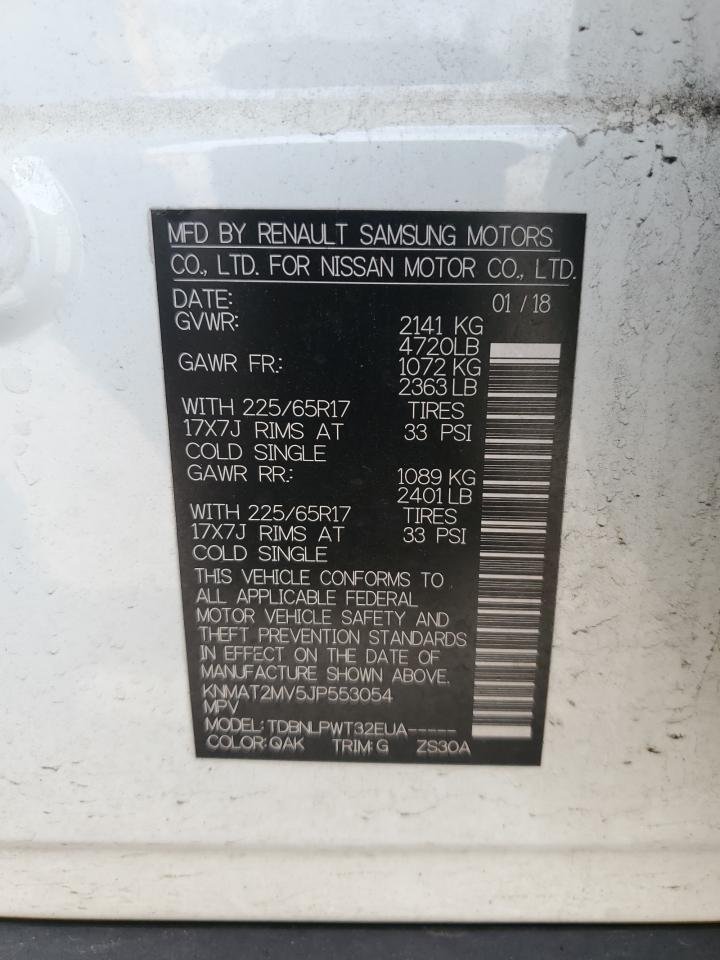 MFD BY RENAULT SAMSUNG MOTORS
CO., LTD. FOR NISSAN MOTOR CO., LTD.
DATE: 01 / 18
GVWR: 2141 KG
4720LB
GAWR FR.: 1072 KG
2363 LB
WITH 225/65R17 TIRES
17X7J RIMS AT 33 PSI
COLD SINGLE
GAWR RR.: 1089 KG
2401 LB
WITH 225/65R17 TIRES
17X7J RIMS AT 33 PSI
COLD SINGLE
THIS VEHICLE CONFORMS TO
ALL APPLICABLE FEDERAL
MOTOR VEHICLE SAFETY AND
THEFT PREVENTION STANDARDS
IN EFFECT ON THE DATE OF
MANUFACTURE SHOWN ABOVE.
KNMAT2MV5JP553054
MPV
MODEL: TDBNLPWT32EUA-----
COLOR: QAK TRIM: G ZS30A